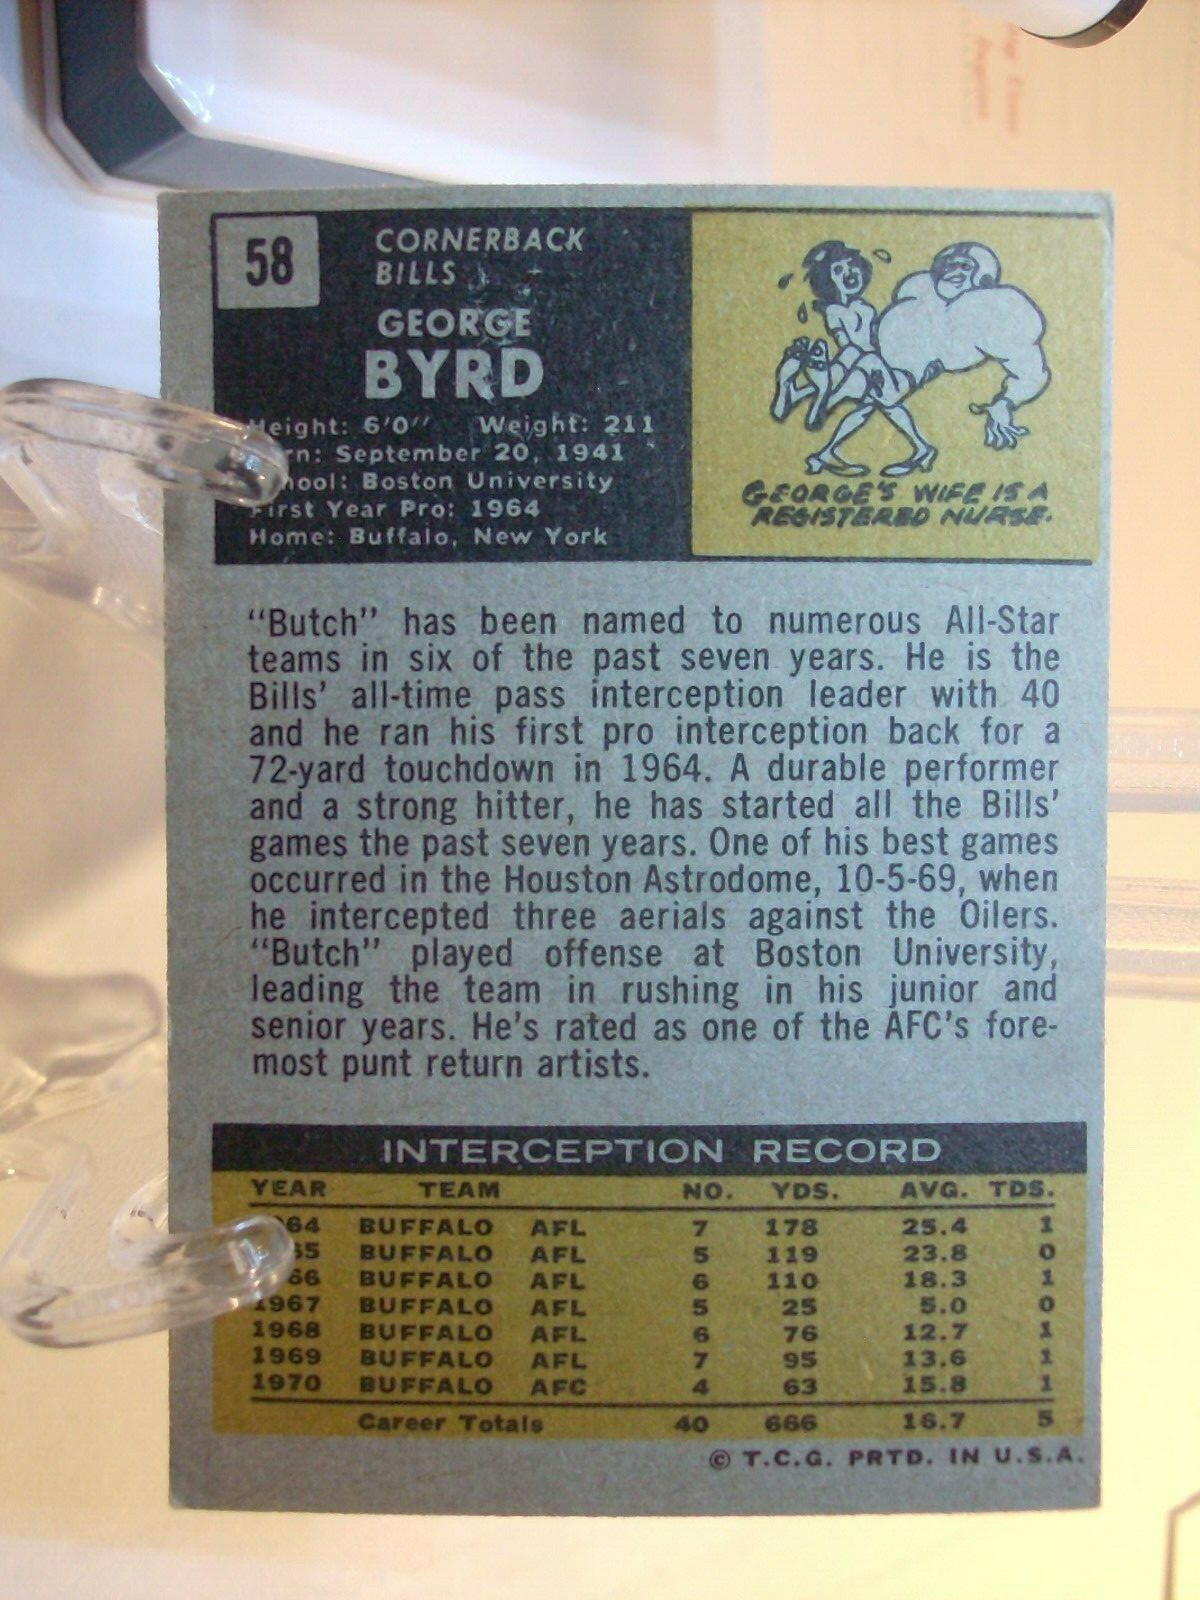 58
CORNERBACK
BILLS
GEORGE
BYRD
Height: 6'0" Weight: 211
September 20, 1941
Boston University
First Year Pro: 1964
Home: Buffalo, New York
GEORGE'S WIFE IS A
REGISTERED NURSE.
"Butch" has been named to numerous All-Star
teams in six of the past seven years. He is the
Bills' all-time pass interception leader with 40
and he ran his first pro interception back for a
72-yard touchdown in 1964. A durable performer
and a strong hitter, he has started all the Bills'
games the past seven years. One of his best games
occurred in the Houston Astrodome, 10-5-69, when
he intercepted three aerials against the Oilers.
"Butch" played offense at Boston University,
leading the team in rushing in his junior and
senior years. He's rated as one of the AFC's fore-
most punt return artists.
INTERCEPTION RECORD
YEAR TEAM NO. YDS. AVG. TDS.
64 BUFFALO AFL 7 178 25.4 1
65 BUFFALO AFL 5 119 23.8 0
66 BUFFALO AFL 6 110 18.3 1
1967 BUFFALO AFL 5 25 5.0 0
1968 BUFFALO AFL 6 76 12.7 1
1969 BUFFALO AFL 7 95 13.6 1
1970 BUFFALO AFC 4 63 15.8 1
Career Totals 40 666 16.7 5
© T.C.G. PRTD. IN U.S.A.